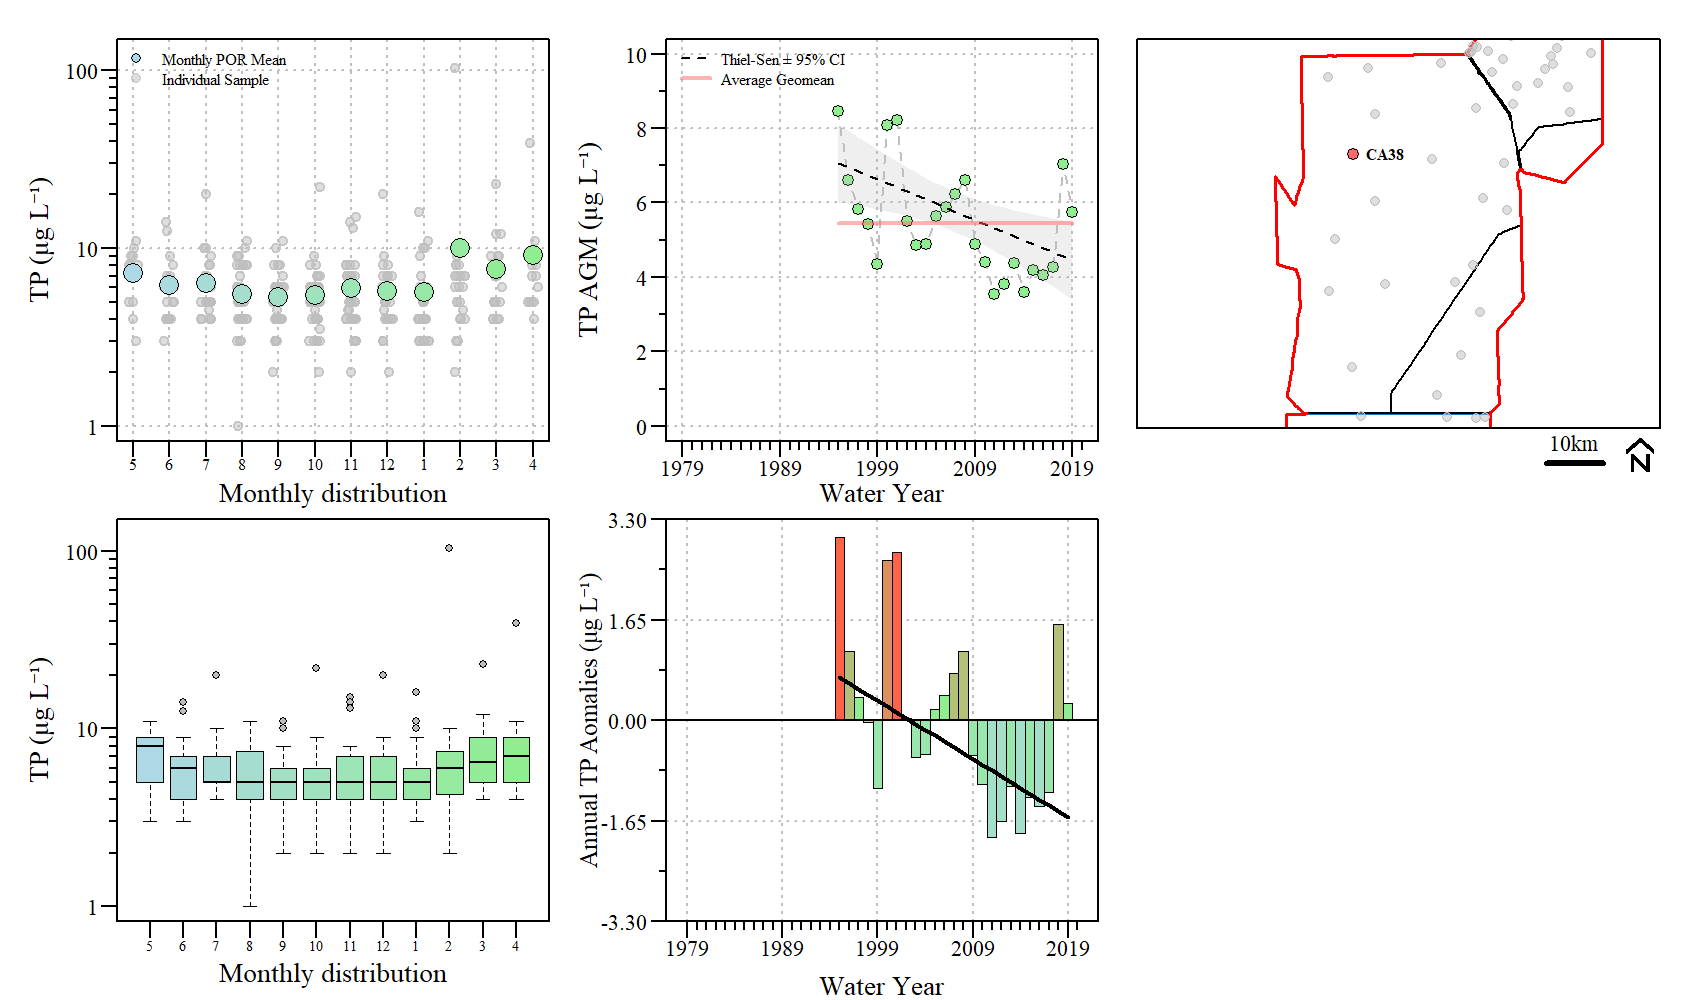 TP (µg L⁻¹)
100
10
1
Monthly POR Mean
Individual Sample
5 6 7 8 9 10 11 12 1 2 3 4
Monthly distribution
TP AGM (µg L⁻¹)
10
8
6
4
2
0
Thiel-Sen ± 95% CI
Average Geomean
1979 1989 1999 2009 2019
Water Year
CA38
10km
N
TP (µg L⁻¹)
100
10
1
5 6 7 8 9 10 11 12 1 2 3 4
Monthly distribution
Annual TP Aomalies (µg L⁻¹)
3.30
1.65
0.00
-1.65
-3.30
1979 1989 1999 2009 2019
Water Year